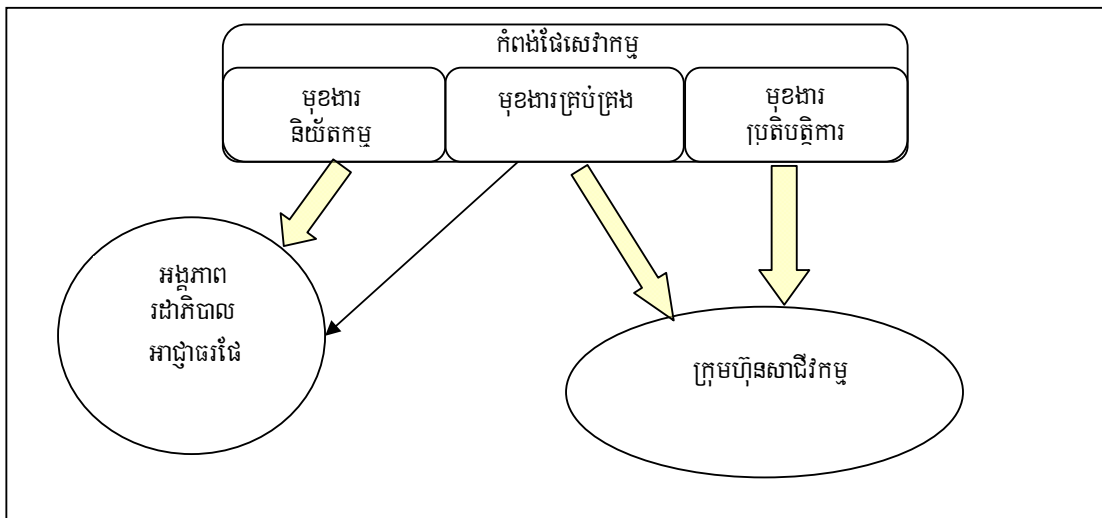 កំពង់ផែសេវាកម្ម
មុខងារ
និយ័តកម្ម
មុខងារគ្រប់គ្រង
មុខងារ
ប្រតិបត្តិការ
អង្គភាព
រដាភិបាល
អាជ្ញាធរផែ
ក្រុមហ៊ុនសាជីវកម្ម